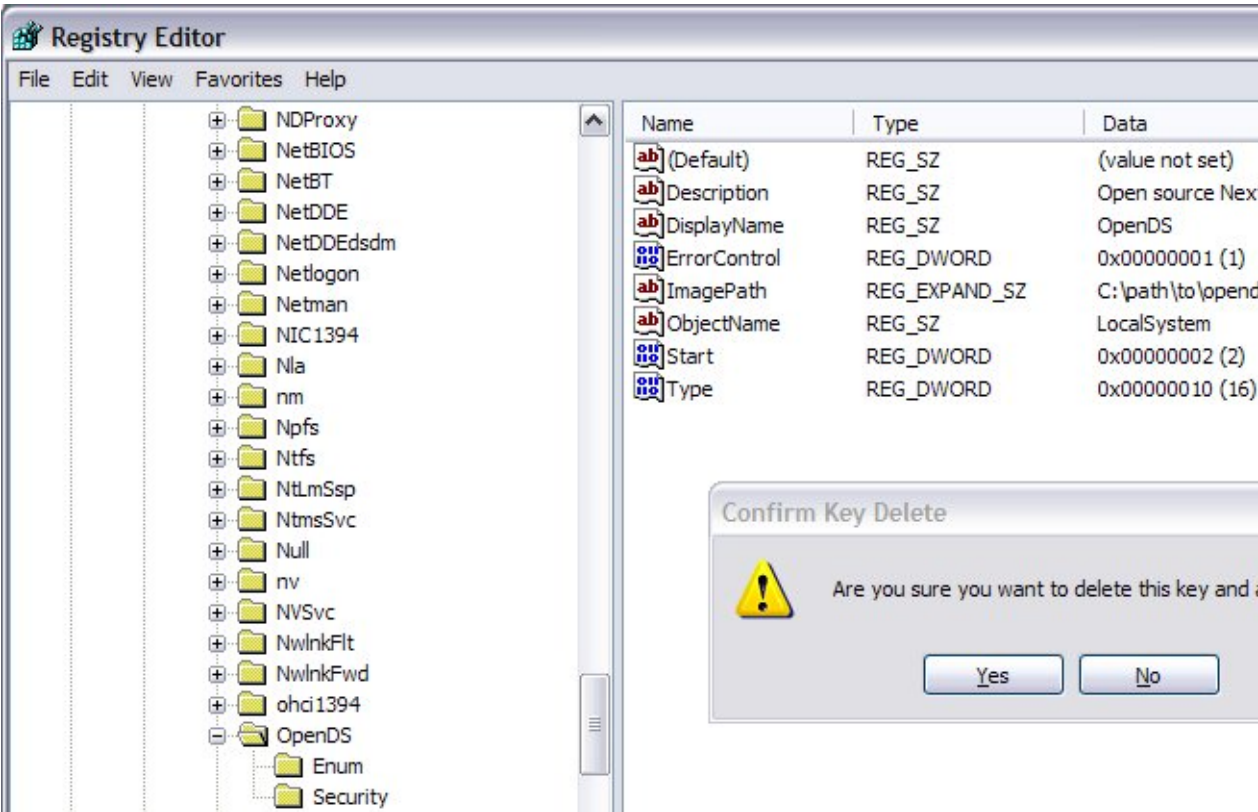 Registry Editor
File Edit View Favorites Help
NDProxy
NetBIOS
NetBT
NetDDE
NetDDEdsdm
Netlogon
Netman
NIC1394
Nla
nm
Npfs
Ntfs
NtLmSsp
NtmsSvc
Null
nv
NVSvc
NwlnkFlt
NwlnkFwd
ohci1394
OpenDS
Enum
Security
Name Type Data
(Default) REG_SZ (value not set)
Description REG_SZ Open source Nex
DisplayName REG_SZ OpenDS
ErrorControl REG_DWORD 0x00000001 (1)
ImagePath REG_EXPAND_SZ C:\path\to\opend
ObjectName REG_SZ LocalSystem
Start REG_DWORD 0x00000002 (2)
Type REG_DWORD 0x00000010 (16)
Confirm Key Delete
Are you sure you want to delete this key and a
Yes No